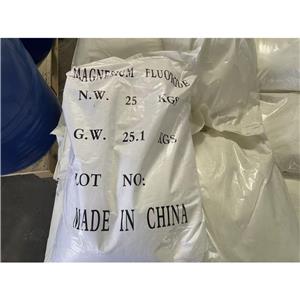 MAGNESIUM FLUORIDE
N.W. 25 KGS
G.W. 25.1 KGS
LOT NO:
MADE IN CHINA